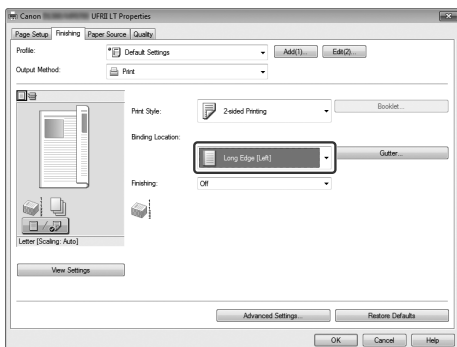 Canon UFRII LT Properties
Page Setup Finishing Paper Source Quality
Profile: Default Settings Add(1)... Edit(2)...
Output Method: Print
Print Style: 2-sided Printing Booklet...
Binding Location:
Long Edge [Left] Gutter...
Finishing: Off
Letter [Scaling: Auto]
View Settings
Advanced Settings... Restore Defaults
OK Cancel Help